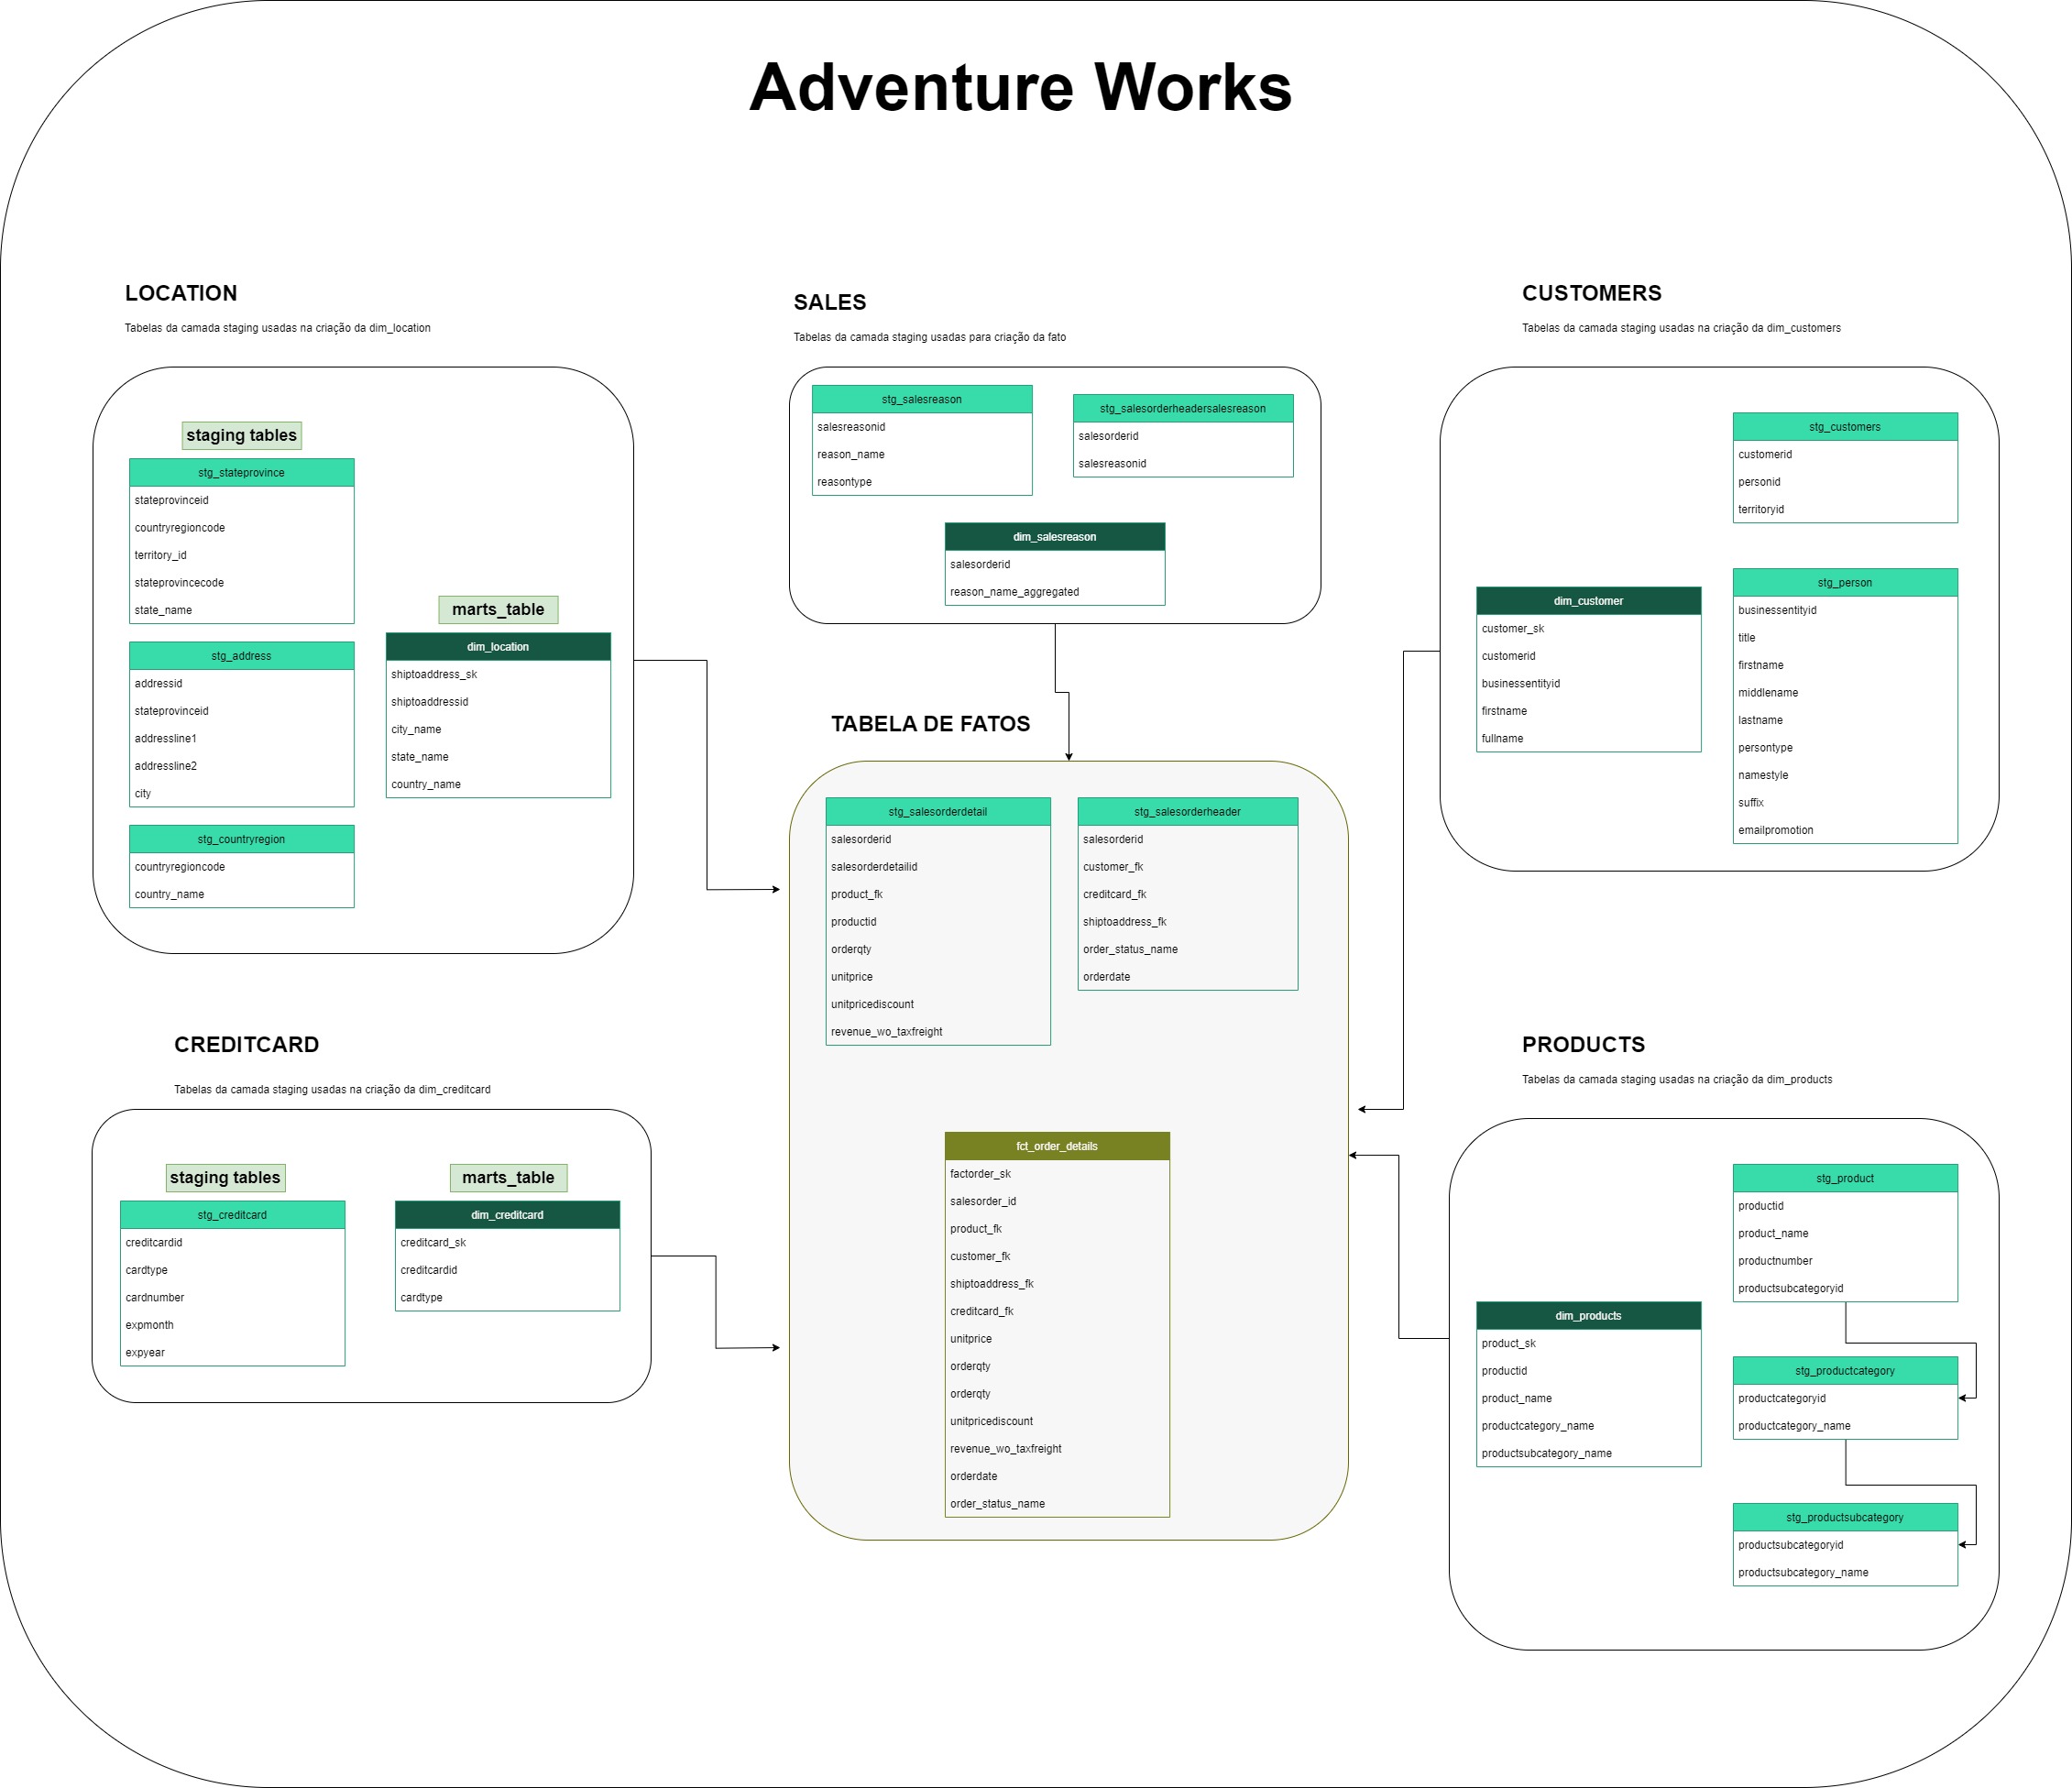 Adventure Works
LOCATION
Tabelas da camada staging usadas na criação da dim_location
staging tables
stg_stateprovince
stateprovinceid
countryregioncode
territory_id
stateprovincecode
state_name
stg_address
addressid
stateprovinceid
addressline1
addressline2
city
stg_countryregion
countryregioncode
country_name
marts_table
dim_location
shiptoaddress_sk
shiptoaddressid
city_name
state_name
country_name
SALES
Tabelas da camada staging usadas para criação da fato
stg_salesreason
salesreasonid
reason_name
reasontype
stg_salesorderheadersalesreason
salesorderid
salesreasonid
dim_salesreason
salesorderid
reason_name_aggregated
CUSTOMERS
Tabelas da camada staging usadas na criação da dim_customers
stg_customers
customerid
personid
territoryid
dim_customer
customer_sk
customerid
businessentityid
firstname
fullname
stg_person
businessentityid
title
firstname
middlename
lastname
persontype
namestyle
suffix
emailpromotion
TABELA DE FATOS
stg_salesorderdetail
salesorderid
salesorderdetailid
product_fk
productid
orderqty
unitprice
unitpricediscount
revenue_wo_taxfreight
stg_salesorderheader
salesorderid
customer_fk
creditcard_fk
shiptoaddress_fk
order_status_name
orderdate
fct_order_details
factorder_sk
salesorder_id
product_fk
customer_fk
shiptoaddress_fk
creditcard_fk
unitprice
orderqty
orderqty
unitpricediscount
revenue_wo_taxfreight
orderdate
order_status_name
CREDITCARD
Tabelas da camada staging usadas na criação da dim_creditcard
staging tables
stg_creditcard
creditcardid
cardtype
cardnumber
expmonth
expyear
marts_table
dim_creditcard
creditcard_sk
creditcardid
cardtype
PRODUCTS
Tabelas da camada staging usadas na criação da dim_products
stg_product
productid
product_name
productnumber
productsubcategoryid
dim_products
product_sk
productid
product_name
productcategory_name
productsubcategory_name
stg_productcategory
productcategoryid
productcategory_name
stg_productsubcategory
productsubcategoryid
productsubcategory_name